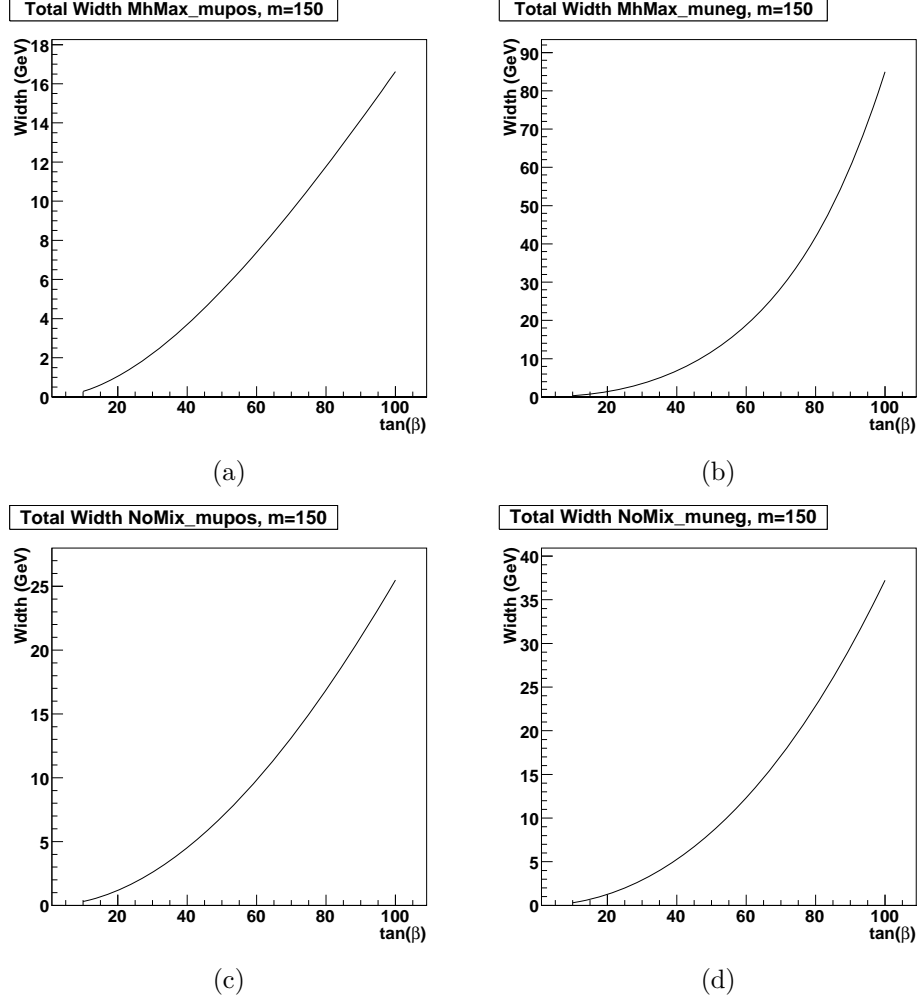 Total Width MhMax_mupos, m=150
Width (GeV)
18
16
14
12
10
8
6
4
2
0
20 40 60 80 100
tan(β)
(a)
Total Width MhMax_muneg, m=150
Width (GeV)
90
80
70
60
50
40
30
20
10
0
20 40 60 80 100
tan(β)
(b)
Total Width NoMix_mupos, m=150
Width (GeV)
25
20
15
10
5
0
20 40 60 80 100
tan(β)
(c)
Total Width NoMix_muneg, m=150
Width (GeV)
40
35
30
25
20
15
10
5
0
20 40 60 80 100
tan(β)
(d)